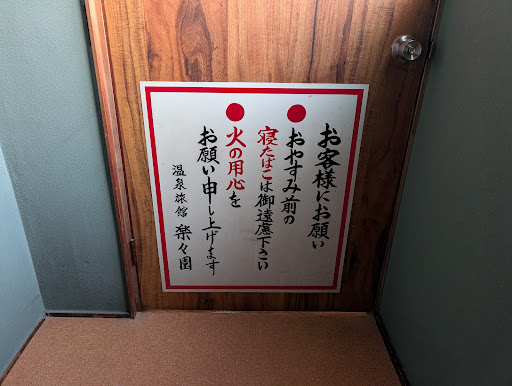 お客様にお願い
おやすみ前の
寝たばこは御遠慮下さい
火の用心を
お願い申し上げます
温泉旅館 楽々園